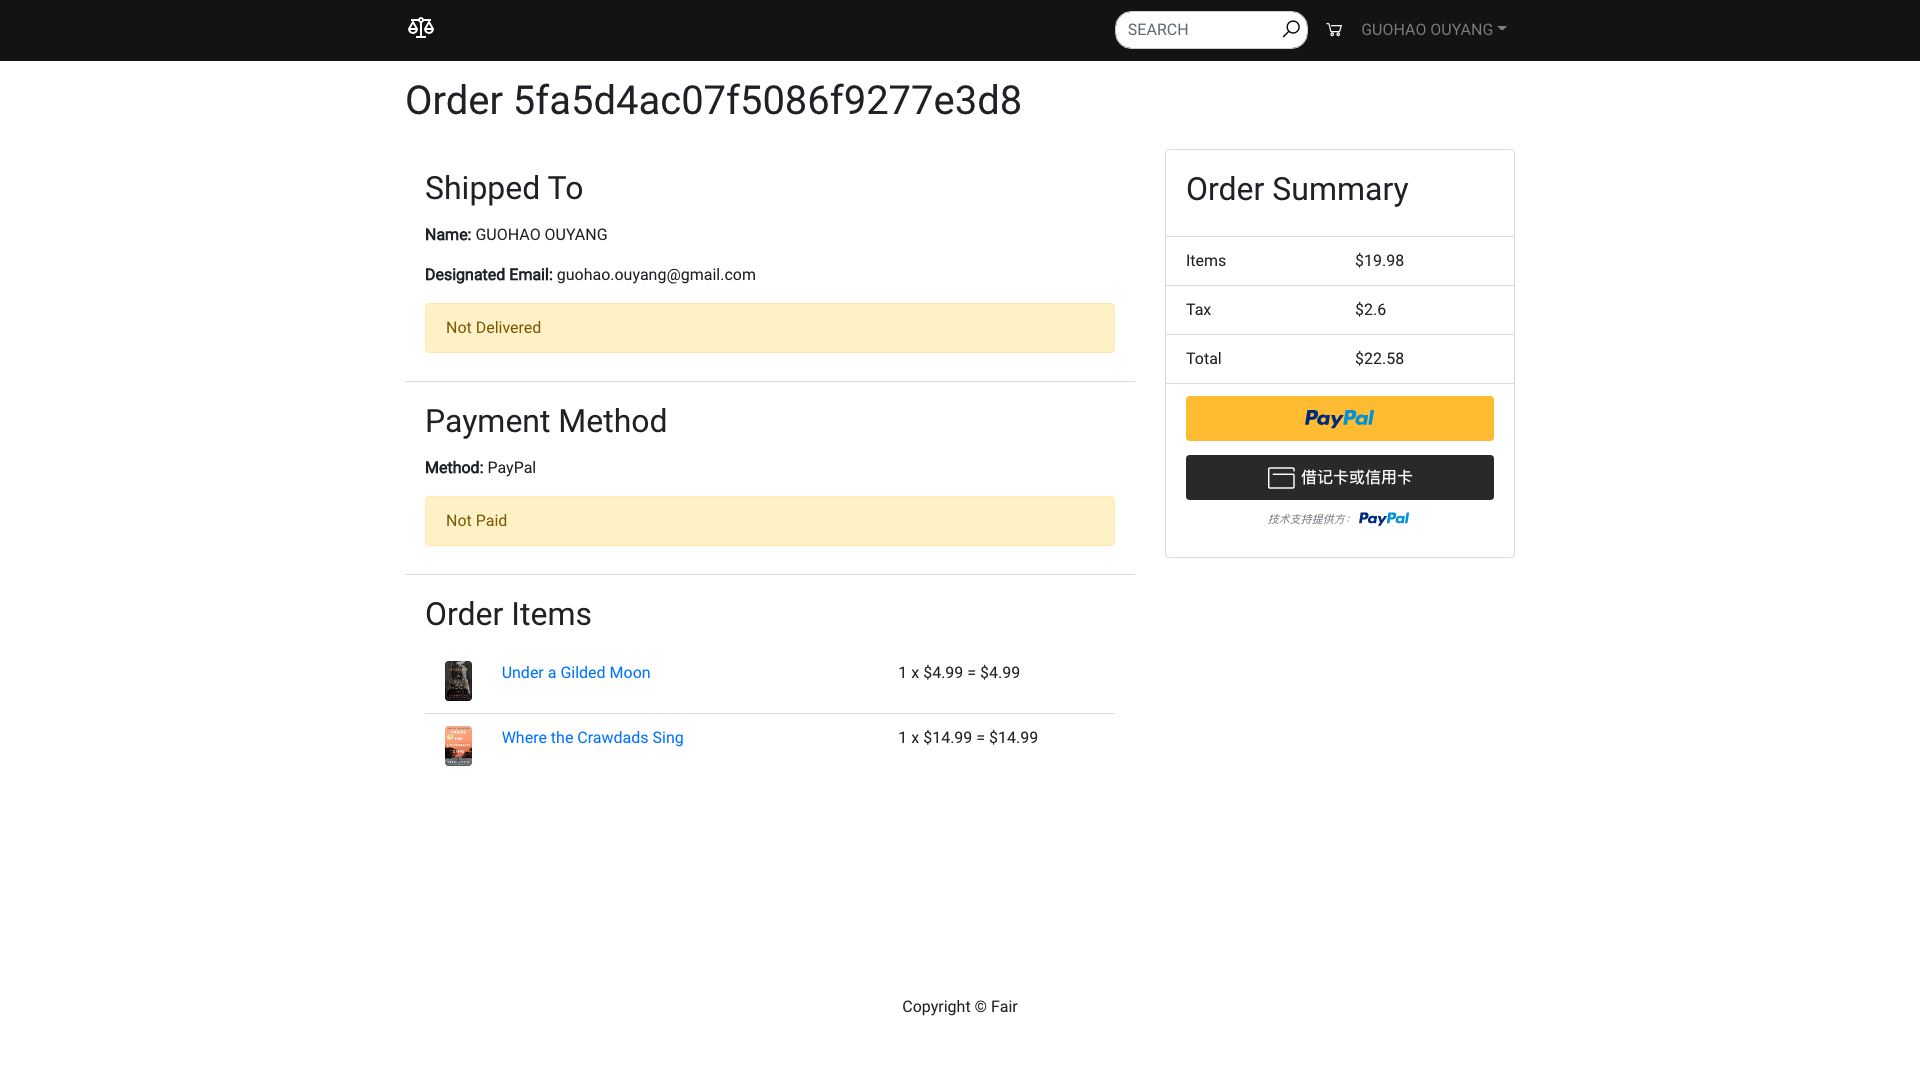 SEARCH
GUOHAO OUYANG
Order 5fa5d4ac07f5086f9277e3d8
Shipped To
Name: GUOHAO OUYANG
Designated Email: guohao.ouyang@gmail.com
Not Delivered
Payment Method
Method: PayPal
Not Paid
Order Items
Under a Gilded Moon
1 x $4.99 = $4.99
Where the Crawdads Sing
1 x $14.99 = $14.99
Order Summary
Items $19.98
Tax $2.6
Total $22.58
PayPal
借记卡或信用卡
技术支持提供方： PayPal
Copyright © Fair